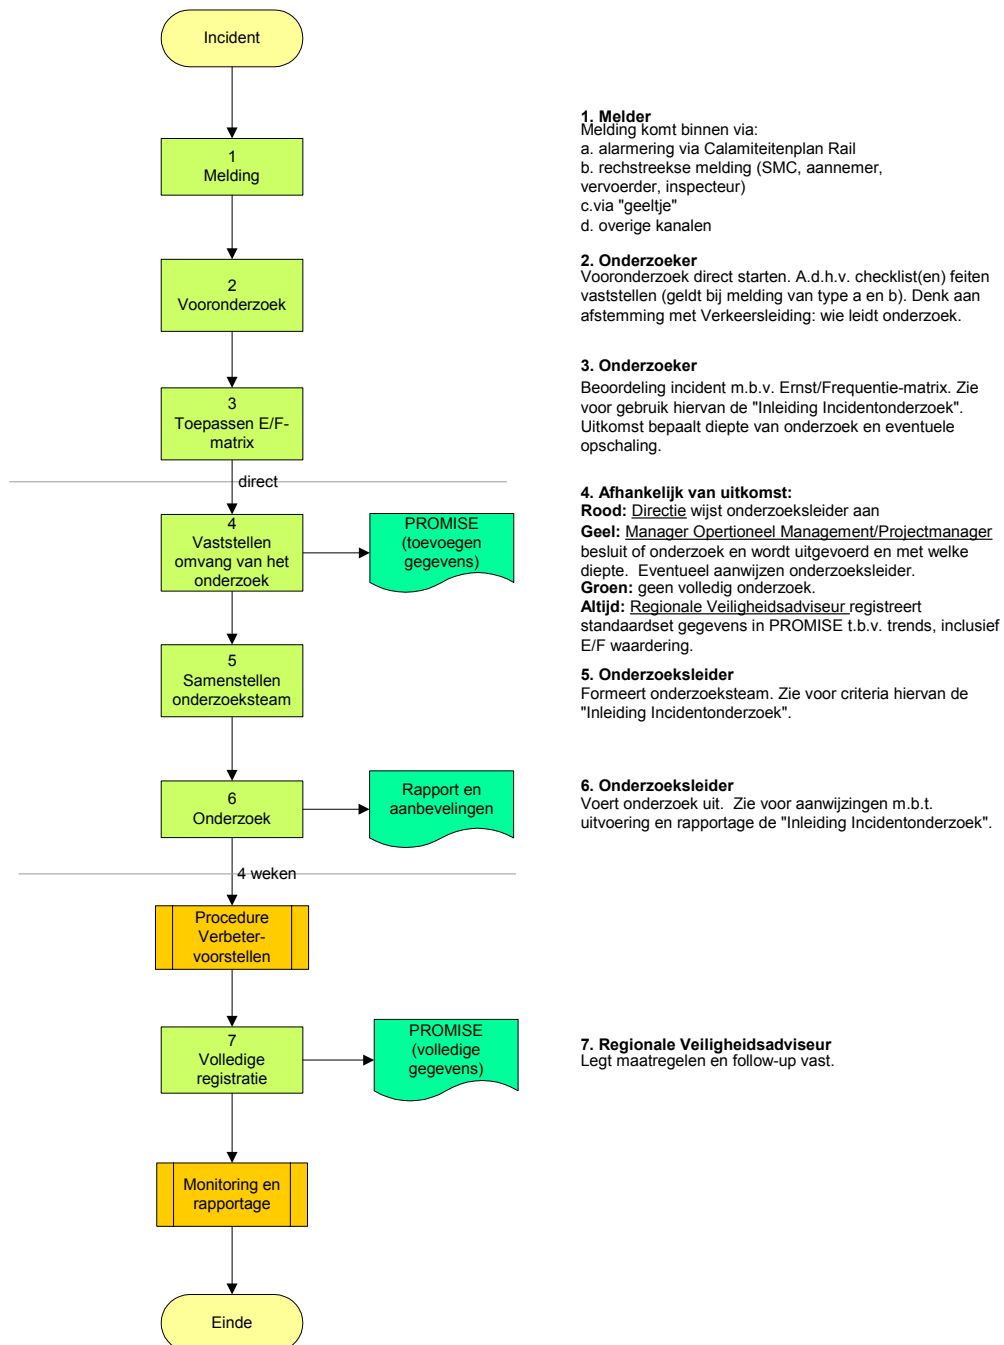 Incident
1
Melding
2
Vooronderzoek
3
Toepassen E/F-
matrix
direct
4
Vaststellen
omvang van het
onderzoek
PROMISE
(toevoegen
gegevens)
5
Samenstellen
onderzoeksteam
6
Onderzoek
Rapport en
aanbevelingen
4 weken
Procedure
Verbeter-
voorstellen
7
Volledige
registratie
PROMISE
(volledige
gegevens)
Monitoring en
rapportage
Einde
1. Melder
Melding komt binnen via:
a. alarmering via Calamiteitenplan Rail
b. rechstreekse melding (SMC, aannemer,
vervoerder, inspecteur)
c.via "geeltje"
d. overige kanalen
2. Onderzoeker
Vooronderzoek direct starten. A.d.h.v. checklist(en) feiten
vaststellen (geldt bij melding van type a en b). Denk aan
afstemming met Verkeersleiding: wie leidt onderzoek.
3. Onderzoeker
Beoordeling incident m.b.v. Ernst/Frequentie-matrix. Zie
voor gebruik hiervan de "Inleiding Incidentonderzoek".
Uitkomst bepaalt diepte van onderzoek en eventuele
opschaling.
4. Afhankelijk van uitkomst:
Rood: Directie wijst onderzoeksleider aan
Geel: Manager Opertioneel Management/Projectmanager
besluit of onderzoek en wordt uitgevoerd en met welke
diepte. Eventueel aanwijzen onderzoeksleider.
Groen: geen volledig onderzoek.
Altijd: Regionale Veiligheidsadviseur registreert
standaardset gegevens in PROMISE t.b.v. trends, inclusief
E/F waardering.
5. Onderzoeksleider
Formeert onderzoeksteam. Zie voor criteria hiervan de
"Inleiding Incidentonderzoek".
6. Onderzoeksleider
Voert onderzoek uit. Zie voor aanwijzingen m.b.t.
uitvoering en rapportage de "Inleiding Incidentonderzoek".
7. Regionale Veiligheidsadviseur
Legt maatregelen en follow-up vast.